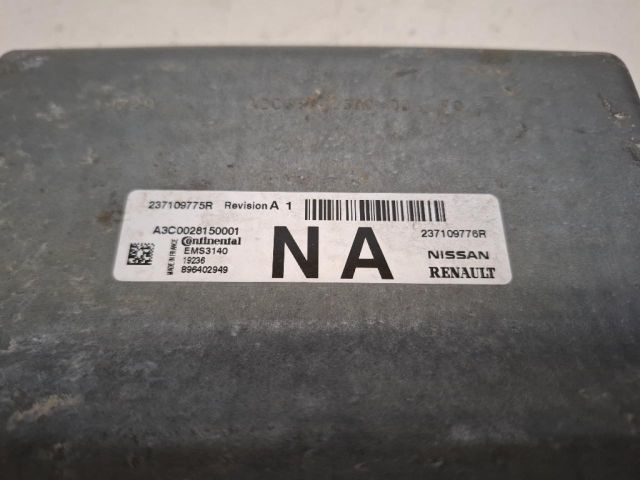 237109775R Revision A 1
237109776R
A3C0028150001
Continental
EMS3140
19236
896402949
MADE IN FRANCE
NA
NISSAN
RENAULT